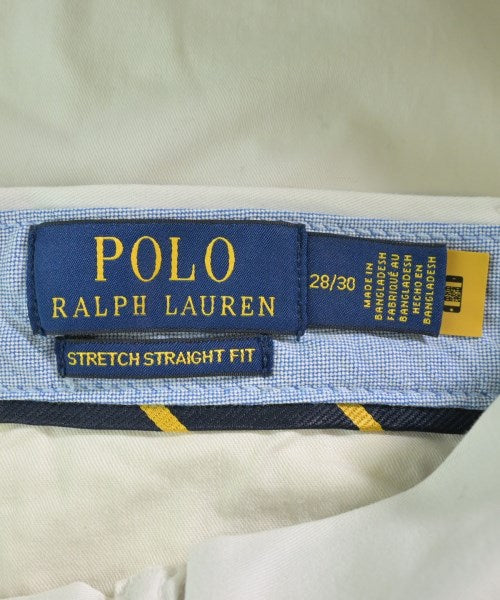 POLO
RALPH LAUREN
STRETCH STRAIGHT FIT
28/30
MADE IN
BANGLADESH
FABRIQUÉ AU
BANGLADESH
HECHO EN
BANGLADESH